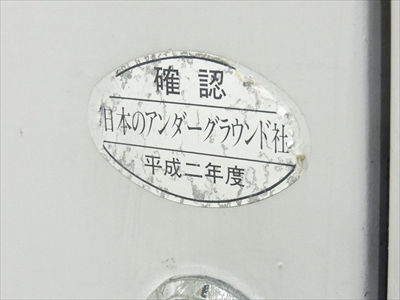 確認
日本のアンダーグラウンド社
平成二年度